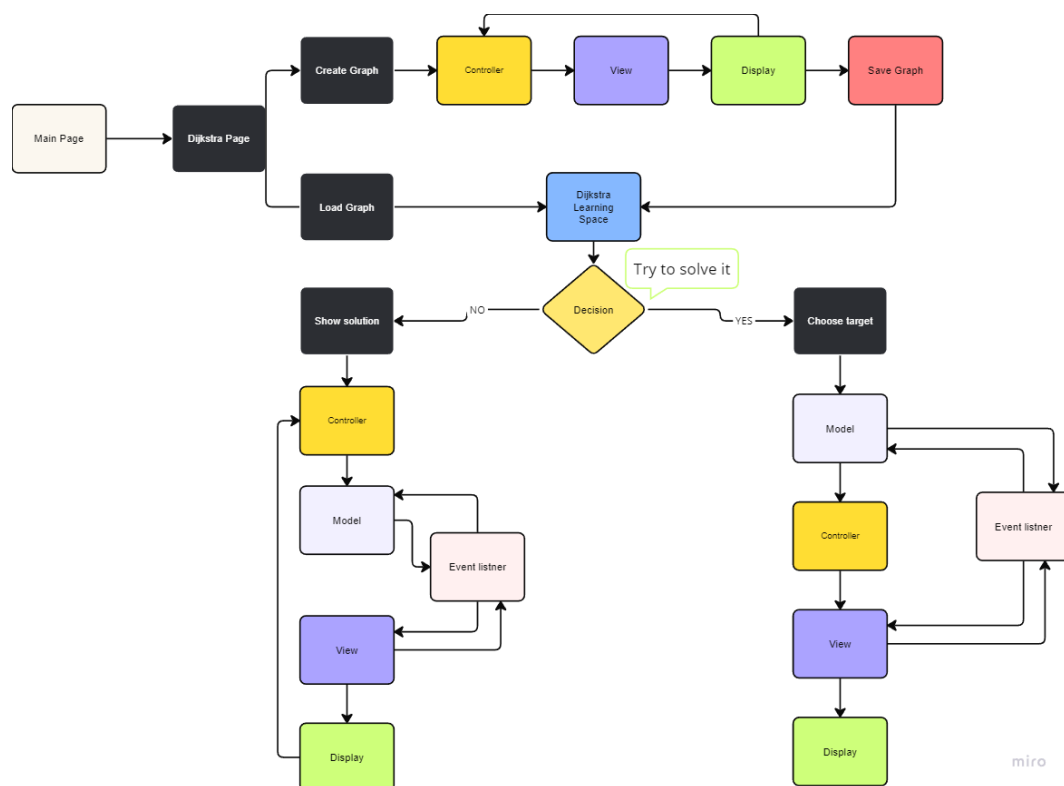 Create Graph
Controller
View
Display
Save Graph
Main Page
Dijkstra Page
Load Graph
Dijkstra
Learning
Space
Try to solve it
Show solution
NO
Decision
YES
Choose target
Controller
Model
Event listner
View
Display
Model
Controller
Event listner
View
Display
miro